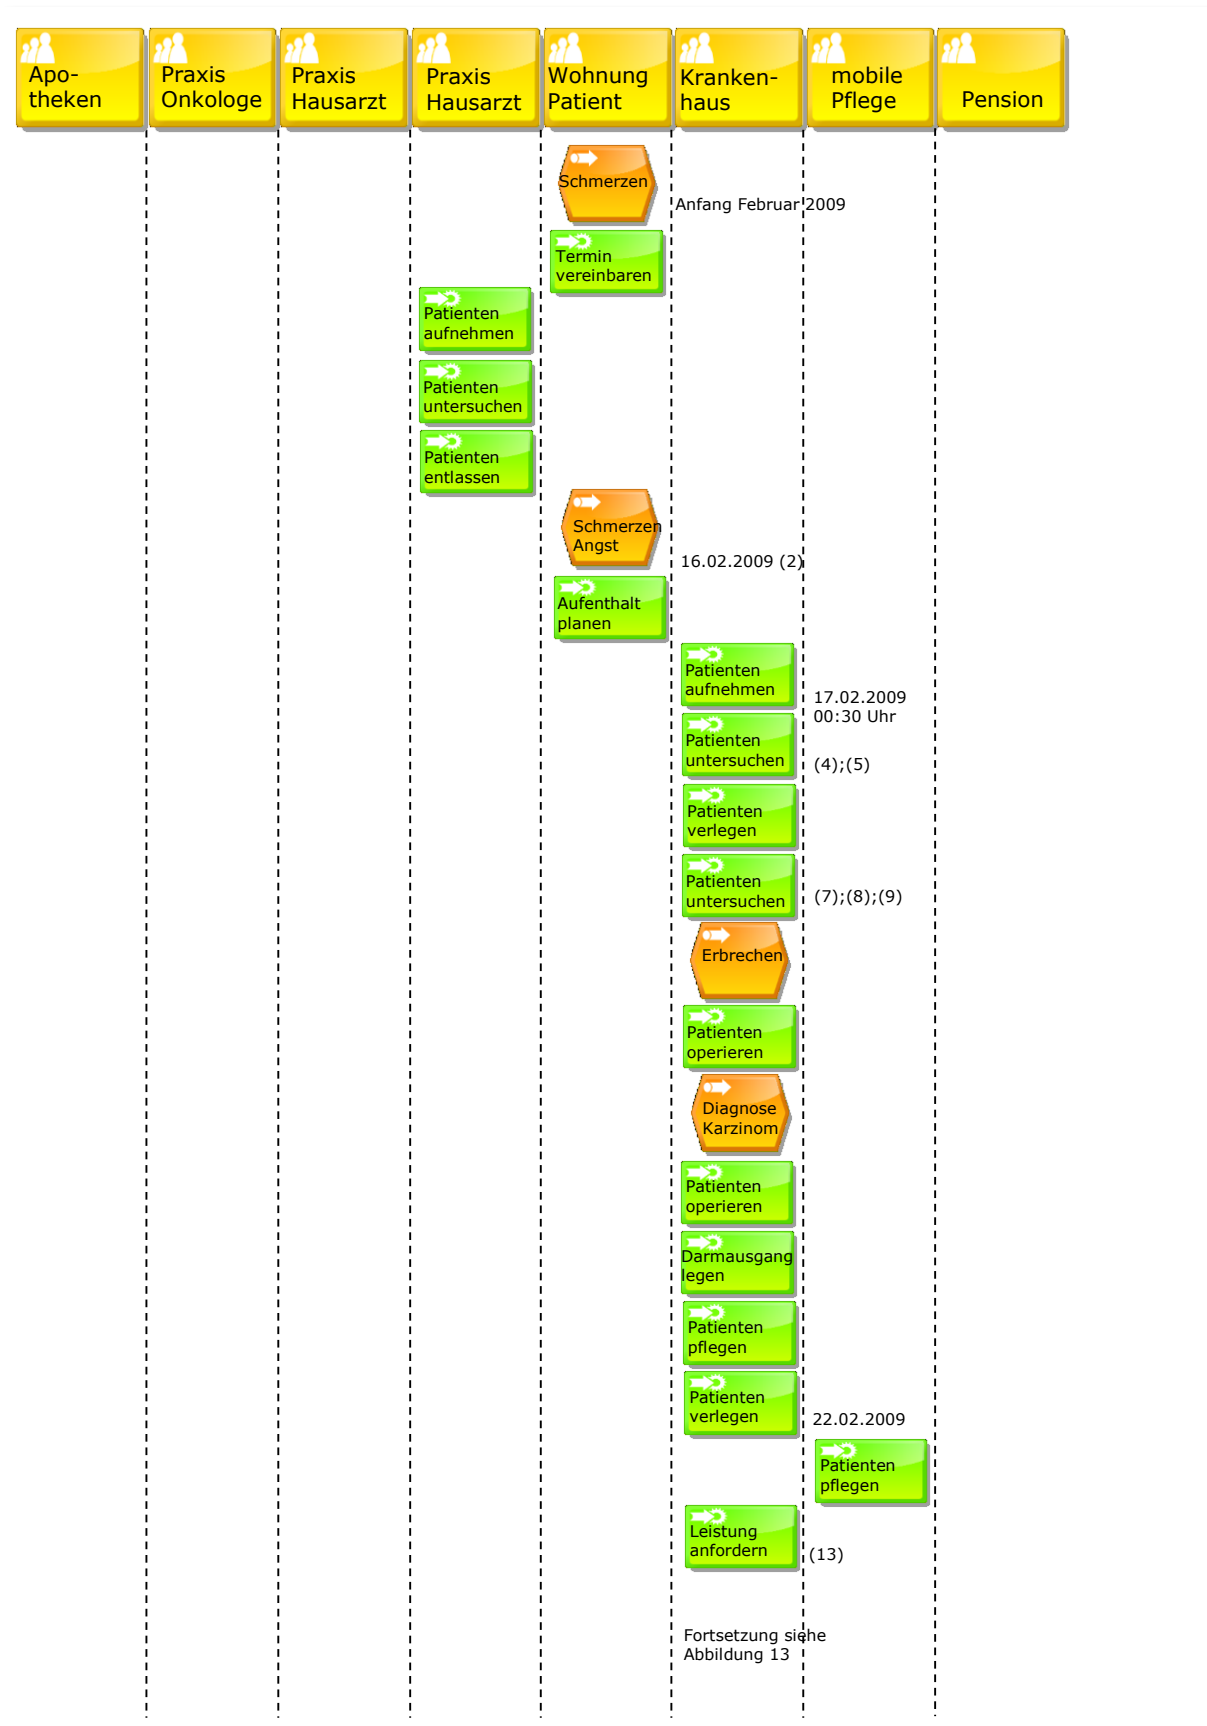 Apo-
theken
Praxis
Onkologe
Praxis
Hausarzt
Praxis
Hausarzt
Wohnung
Patient
Kranken-
haus
mobile
Pflege
Pension
Schmerzen
Anfang Februar 2009
Termin
vereinbaren
Patienten
aufnehmen
Patienten
untersuchen
Patienten
entlassen
Schmerzen
Angst
16.02.2009 (2)
Aufenthalt
planen
Patienten
aufnehmen
17.02.2009
00:30 Uhr
Patienten
untersuchen
(4);(5)
Patienten
verlegen
Patienten
untersuchen
(7);(8);(9)
Erbrechen
Patienten
operieren
Diagnose
Karzinom
Patienten
operieren
Darmausgang
legen
Patienten
pflegen
Patienten
verlegen
22.02.2009
Patienten
pflegen
Leistung
anfordern
(13)
Fortsetzung siehe
Abbildung 13